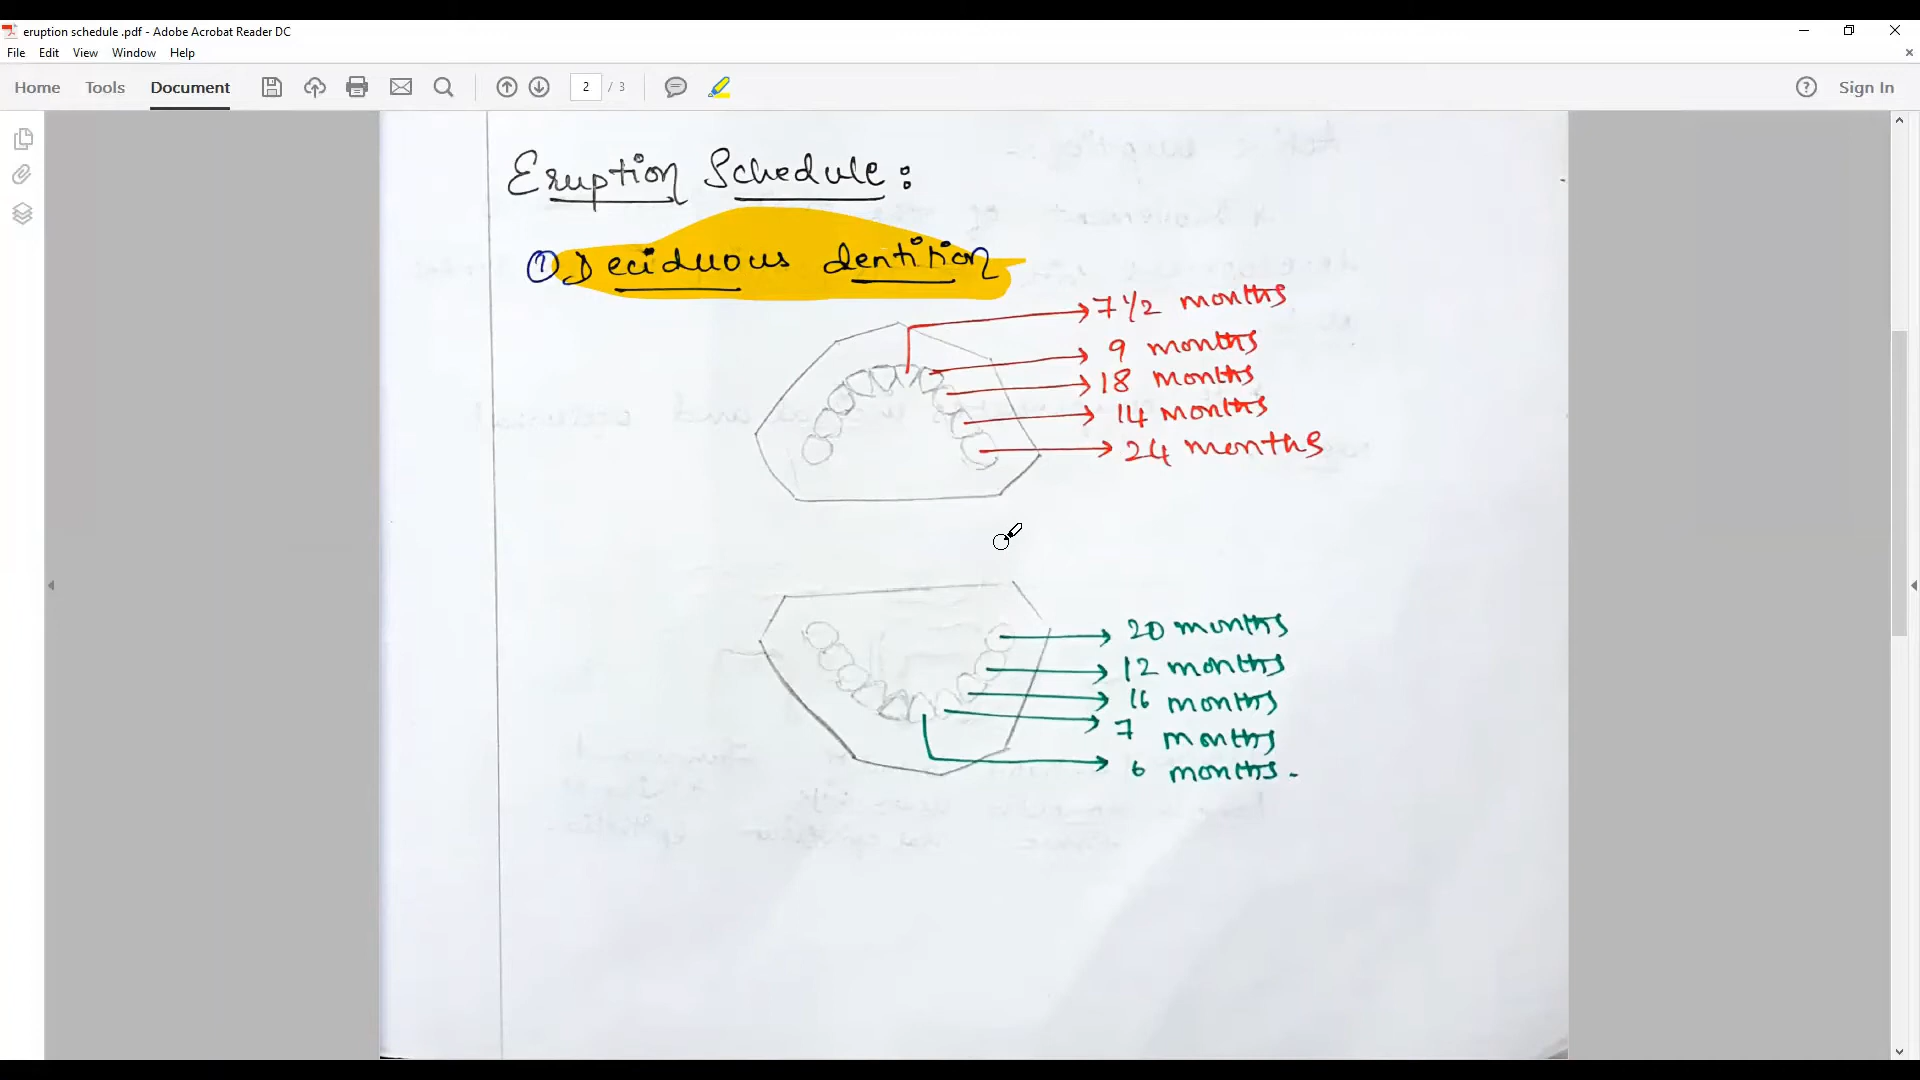 eruption schedule .pdf - Adobe Acrobat Reader DC
File Edit View Window Help
Home Tools Document 2 / 3 Sign In
Eruption Schedule:
① Deciduous dentition
7 1/2 months
9 months
18 months
14 months
24 months
20 months
12 months
16 months
7 months
6 months.